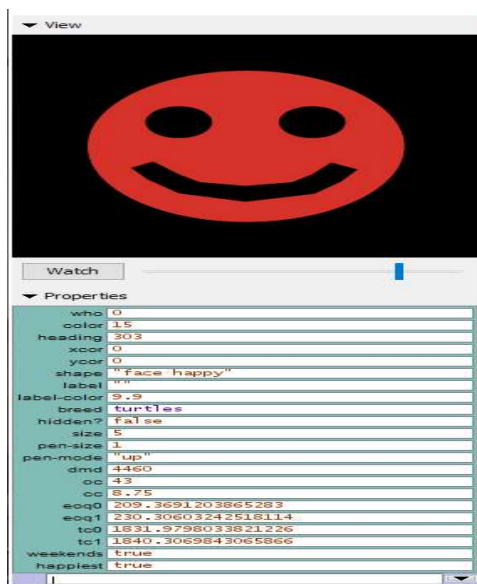 View
Watch
Properties
who 0
color 15
heading 303
xcor 0
ycor 0
shape "face happy"
label ""
label-color 9.9
breed turtles
hidden? false
size 5
pen-size 1
pen-mode "up"
dmd 4460
oc 43
cc 8.75
eoq0 209.3691203865283
eoq1 230.30603242518114
tc0 1831.9798033821226
tc1 1840.3069843065866
weekends true
happiest true